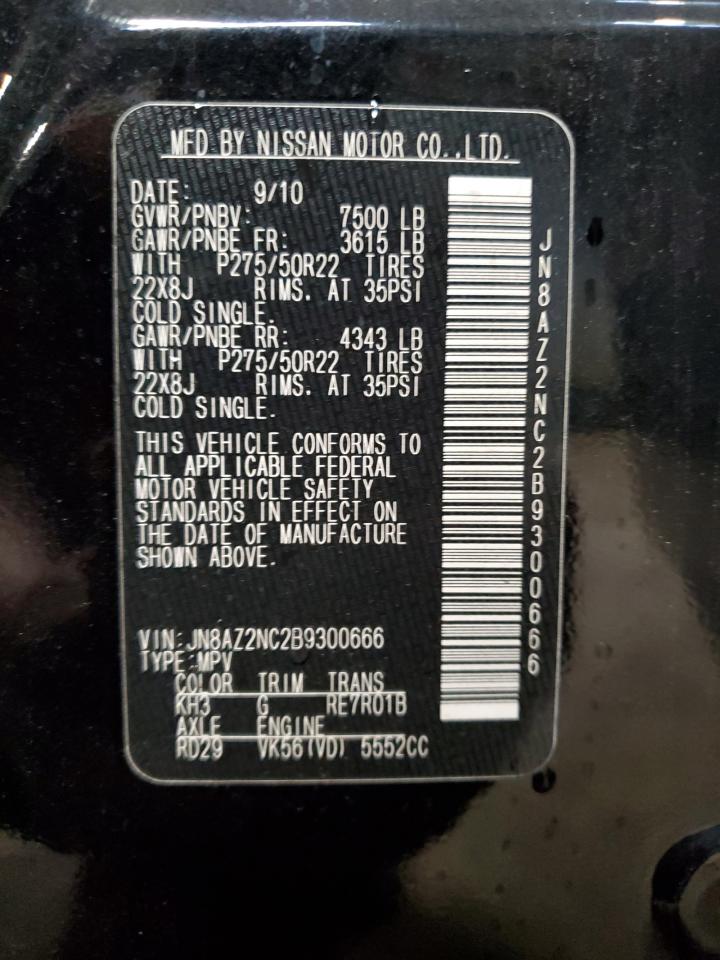 MFD BY NISSAN MOTOR CO.,LTD.
DATE: 9/10
GVWR/PNBV: 7500 LB
GAWR/PNBE FR: 3615 LB
WITH P275/50R22 TIRES
22X8J RIMS. AT 35PSI
COLD SINGLE.
GAWR/PNBE RR: 4343 LB
WITH P275/50R22 TIRES
22X8J RIMS. AT 35PSI
COLD SINGLE.
THIS VEHICLE CONFORMS TO
ALL APPLICABLE FEDERAL
MOTOR VEHICLE SAFETY
STANDARDS IN EFFECT ON
THE DATE OF MANUFACTURE
SHOWN ABOVE.
VIN:JN8AZ2NC2B9300666
TYPE:MPV
COLOR TRIM TRANS
KH3 G RE7R01B
AXLE ENGINE
RD29 VK56(VD) 5552CC
JN8AZ2NC2B9300666